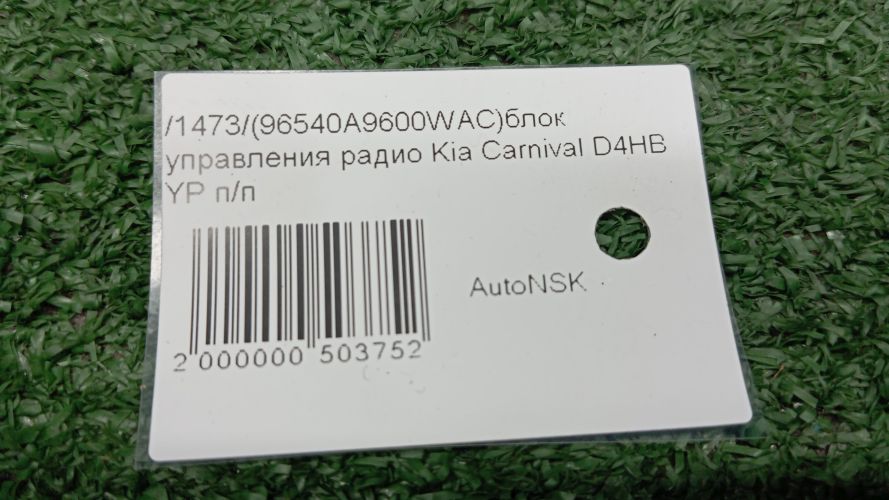 /1473/(96540A9600WAC)блок
управления радио Kia Carnival D4HB
YP п/п
AutoNSK
2 000000 503752